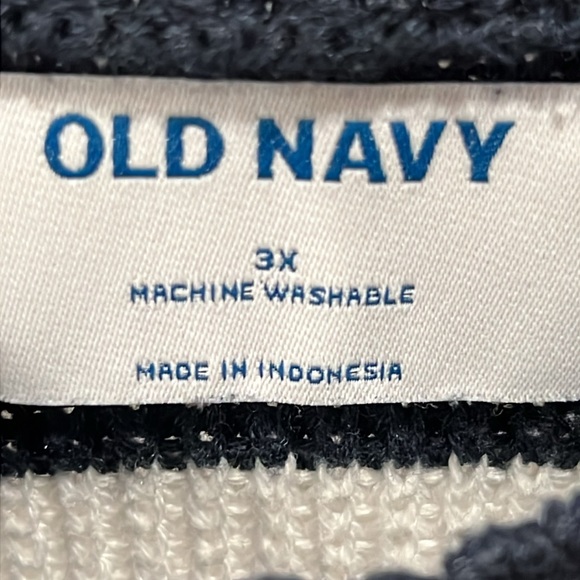 OLD NAVY
3X
MACHINE WASHABLE
MADE IN INDONESIA